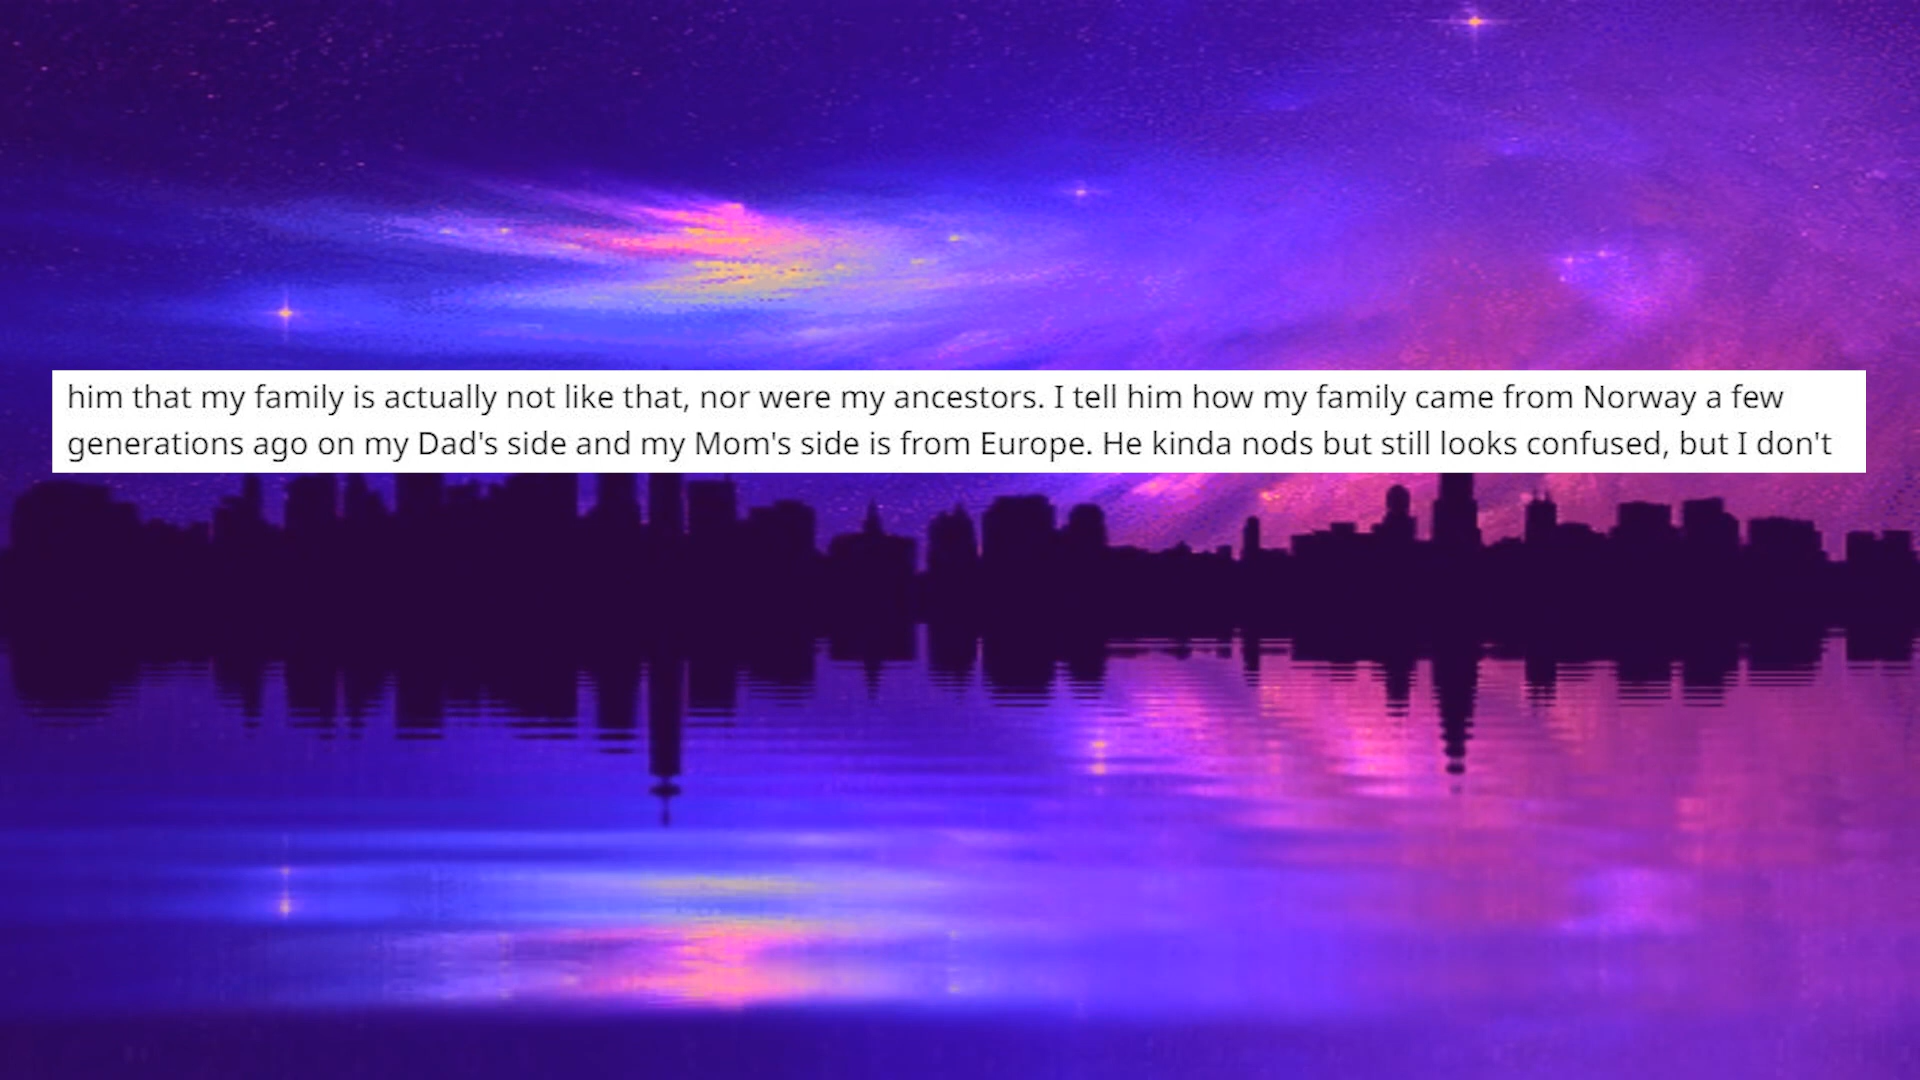 him that my family is actually not like that, nor were my ancestors. I tell him how my family came from Norway a few
generations ago on my Dad's side and my Mom's side is from Europe. He kinda nods but still looks confused, but I don't